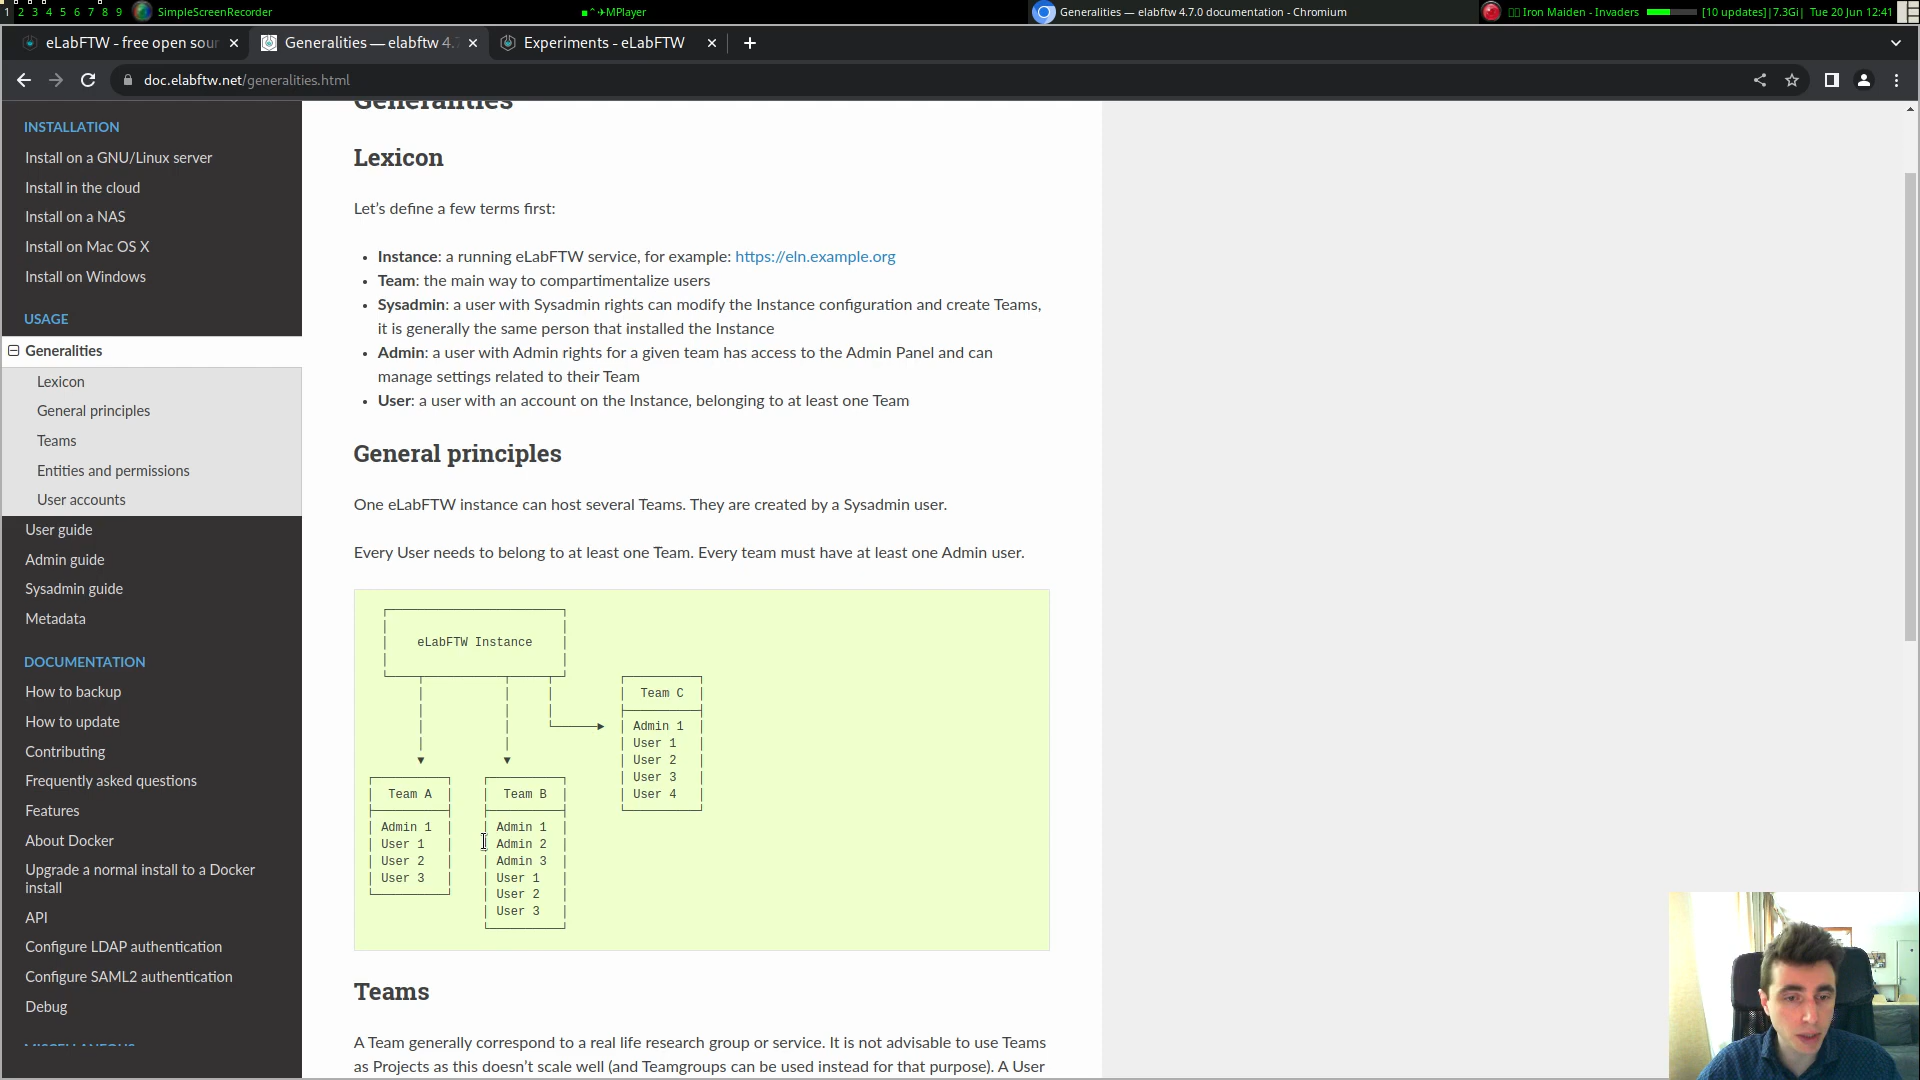 1 2 3 4 5 6 7 8 9 SimpleScreenRecorder MPlayer Generalities — elabftw 4.7.0 documentation - Chromium Iron Maiden - Invaders [10 updates]|7.3Gi| Tue 20 Jun 12:41
eLabFTW - free open sour Generalities — elabftw 4.7 Experiments - eLabFTW
doc.elabftw.net/generalities.html
INSTALLATION
Install on a GNU/Linux server
Install in the cloud
Install on a NAS
Install on Mac OS X
Install on Windows
USAGE
Generalities
Lexicon
General principles
Teams
Entities and permissions
User accounts
User guide
Admin guide
Sysadmin guide
Metadata
DOCUMENTATION
How to backup
How to update
Contributing
Frequently asked questions
Features
About Docker
Upgrade a normal install to a Docker
install
API
Configure LDAP authentication
Configure SAML2 authentication
Debug
MISCELLANEOUS
Generalities
Lexicon
Let's define a few terms first:
• Instance: a running eLabFTW service, for example: https://eln.example.org
• Team: the main way to compartimentalize users
• Sysadmin: a user with Sysadmin rights can modify the Instance configuration and create Teams,
it is generally the same person that installed the Instance
• Admin: a user with Admin rights for a given team has access to the Admin Panel and can
manage settings related to their Team
• User: a user with an account on the Instance, belonging to at least one Team
General principles
One eLabFTW instance can host several Teams. They are created by a Sysadmin user.
Every User needs to belong to at least one Team. Every team must have at least one Admin user.
eLabFTW Instance
Team C
Admin 1
User 1
User 2
User 3
User 4
Team A
Admin 1
User 1
User 2
User 3
Team B
Admin 1
Admin 2
Admin 3
User 1
User 2
User 3
Teams
A Team generally correspond to a real life research group or service. It is not advisable to use Teams
as Projects as this doesn't scale well (and Teamgroups can be used instead for that purpose). A User